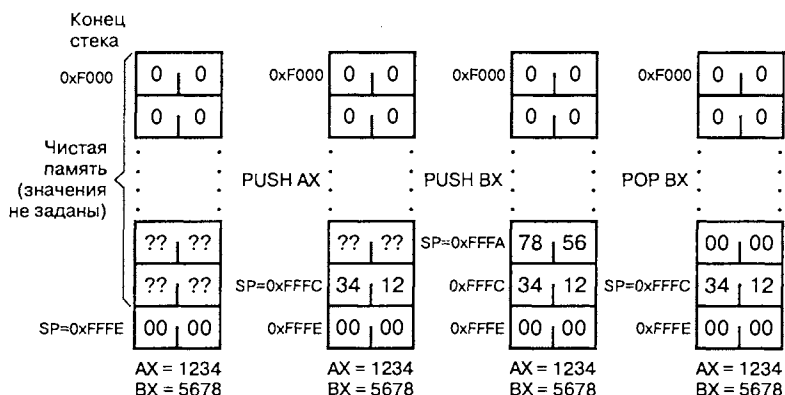 Конец
стека
0xF000 0 0 0xF000 0 0 0xF000 0 0 0xF000 0 0
0 0 0 0 0 0 0 0
Чистая
память
(значения
не заданы)
PUSH AX PUSH BX POP BX
?? ?? ?? ?? SP=0xFFFA 78 56 00 00
?? ?? SP=0xFFFC 34 12 0xFFFC 34 12 SP=0xFFFC 34 12
SP=0xFFFE 00 00 0xFFFE 00 00 0xFFFE 00 00 0xFFFE 00 00
AX = 1234 AX = 1234 AX = 1234 AX = 1234
BX = 5678 BX = 5678 BX = 5678 BX = 5678